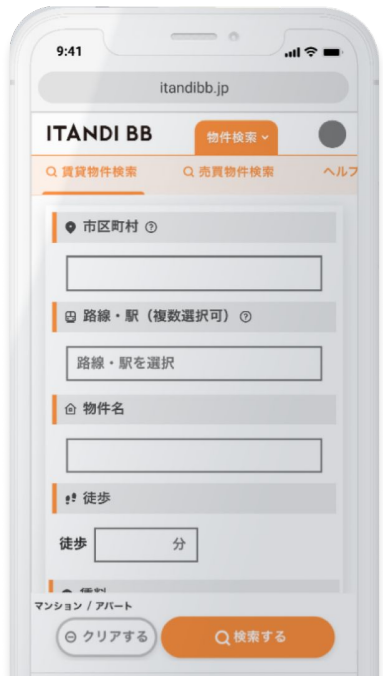 9:41
itandibb.jp
ITANDI BB
物件検索
賃貸物件検索 売買物件検索 ヘルプ
市区町村
路線・駅（複数選択可）
路線・駅を選択
物件名
徒歩
徒歩 分
賃料
マンション / アパート
クリアする 検索する